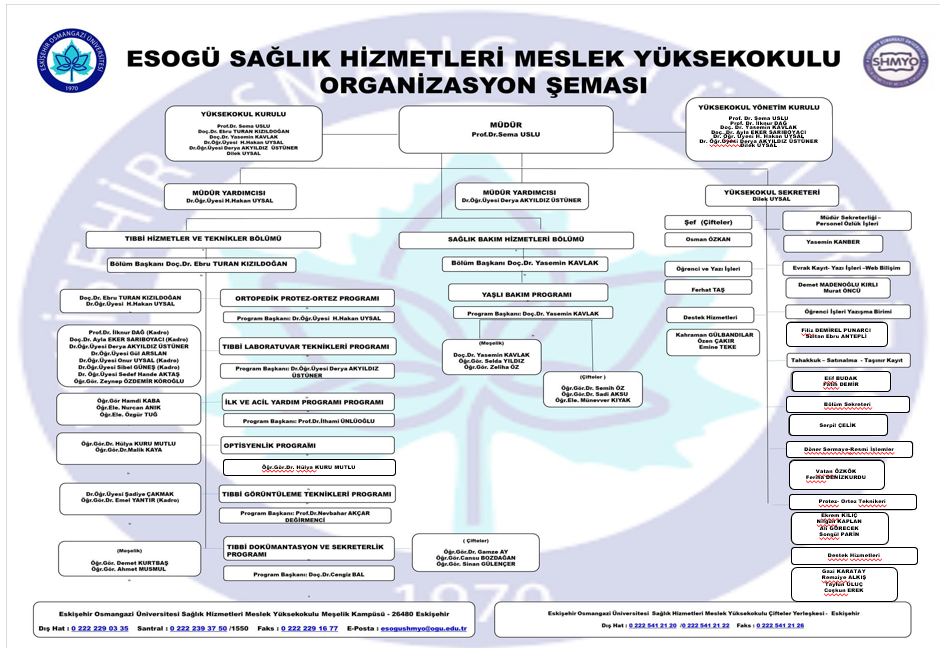 ESKİŞEHİR OSMANGAZİ ÜNİVERSİTESİ
1970
SHMYO
ESOGÜ SAĞLIK HİZMETLERİ MESLEK YÜKSEKOKULU
ORGANİZASYON ŞEMASI
YÜKSEKOKUL KURULU
Prof.Dr. Sema USLU
Doç.Dr. Ebru TURAN KIZILDOĞAN
Doç.Dr. Yasemin KAVLAK
Dr.Öğr.Üyesi H.Hakan UYSAL
Dr.Öğr.Üyesi Derya AKYILDIZ ÜSTÜNER
Dilek UYSAL
MÜDÜR
Prof.Dr.Sema USLU
YÜKSEKOKUL YÖNETİM KURULU
Prof. Dr. Sema USLU
Prof. Dr. İlknur DAĞ
Doç. Dr. Yasemin KAVLAK
Doç. Dr. Ayla EKER SARIBOYACI
Dr. Öğr. Üyesi H. Hakan UYSAL
Dr. Öğr. Üyesi Derya AKYILDIZ ÜSTÜNER
Dilek UYSAL
MÜDÜR YARDIMCISI
Dr.Öğr.Üyesi H.Hakan UYSAL
MÜDÜR YARDIMCISI
Dr.Öğr.Üyesi Derya AKYILDIZ ÜSTÜNER
YÜKSEKOKUL SEKRETERİ
Dilek UYSAL
TIBBİ HİZMETLER VE TEKNİKLER BÖLÜMÜ
Bölüm Başkanı Doç.Dr. Ebru TURAN KIZILDOĞAN
Doç.Dr. Ebru TURAN KIZILDOĞAN
Dr.Öğr.Üyesi H.Hakan UYSAL
ORTOPEDİK PROTEZ-ORTEZ PROGRAMI
Program Başkanı: Dr.Öğr.Üyesi H.Hakan UYSAL
Prof.Dr. İlknur DAĞ (Kadro)
Doç.Dr. Ayla EKER SARIBOYACI (Kadro)
Dr.Öğr.Üyesi Derya AKYILDIZ ÜSTÜNER
Dr.Öğr.Üyesi Gül ARSLAN
Dr.Öğr.Üyesi Onur UYSAL (Kadro)
Dr.Öğr.Üyesi Sibel GÜNEŞ (Kadro)
Dr. Öğr.Üyesi Sedef Hande AKTAŞ
Öğr.Gör. Zeynep ÖZDEMİR KÖROĞLU
TIBBİ LABORATUVAR TEKNİKLERİ PROGRAMI
Program Başkanı: Dr.Öğr.Üyesi Derya AKYILDIZ
ÜSTÜNER
Öğr.Gör Hamdi KABA
Öğr.Ele. Nurcan ANIK
Öğr.Ele. Özgür TUĞ
İLK VE ACİL YARDIM PROGRAMI PROGRAMI
Program Başkanı: Prof.Dr.İlhami ÜNLÜOĞLU
Öğr.Gör.Dr. Hülya KURU MUTLU
Öğr.Gör.Dr.Malik KAYA
OPTİSYENLİK PROGRAMI
Öğr.Gör.Dr. Hülya KURU MUTLU
Dr.Öğr.Üyesi Şadiye ÇAKMAK
Öğr.Gör.Dr. Emel YANTIR (Kadro)
TIBBİ GÖRÜNTÜLEME TEKNİKLERİ PROGRAMI
Program Başkanı: Prof.Dr.Nevbahar AKÇAR
DEĞİRMENCİ
(Meşelik)
Öğr.Gör. Demet KURTBAŞ
Öğr.Gör. Ahmet MUSMUL
TIBBİ DOKÜMANTASYON VE SEKRETERLİK
PROGRAMI
Program Başkanı: Doç.Dr.Cengiz BAL
( Çifteler)
Öğr.Gör.Dr. Gamze AY
Öğr.Gör.Cansu BOZDAĞAN
Öğr.Gör. Sinan GÜLENÇER
SAĞLIK BAKIM HİZMETLERİ BÖLÜMÜ
Bölüm Başkanı Doç.Dr. Yasemin KAVLAK
YAŞLI BAKIM PROGRAMI
Program Başkanı: Doç.Dr. Yasemin KAVLAK
(Meşelik)
Doç.Dr. Yasemin KAVLAK
Öğr.Gör. Selda YILDIZ
Öğr.Gör. Zeliha ÖZ
(Çifteler )
Öğr.Gör.Dr. Semih ÖZ
Öğr.Gör.Dr. Sadi AKSU
Öğr.Ele. Münevver KIYAK
Şef (Çifteler)
Osman ÖZKAN
Öğrenci ve Yazı İşleri
Ferhat TAŞ
Destek Hizmetleri
Kahraman GÜLBANDILAR
Özen ÇAKIR
Emine TEKE
Müdür Sekreterliği –
Personel Özlük İşleri
Yasemin KANBER
Evrak Kayıt- Yazı İşleri –Web Bilişim
Demet MADENOĞLU KIRLI
Murat ÖNCÜ
Öğrenci İşleri Yazışma Birimi
Filiz DEMİREL PUNARCI
Sultan Ebru ANTEPLİ
Tahakkuk – Satınalma - Taşınır Kayıt
Elif BUDAK
Faik DEMİR
Bölüm Sekreteri
Serpil ÇELİK
Döner Sermaye-Resmi İşlemler
Vatan ÖZKÖK
Ferida DENİZKURDU
Protez- Ortez Teknikeri
Ekrem KILIÇ
Nilgün KAPLAN
Ali GÖRECEK
Songül PARİN
Destek Hizmetleri
Gazi KARATAY
Remziye ALKIŞ
Tayfun ULUÇ
Coşkun EREK
Eskişehir Osmangazi Üniversitesi Sağlık Hizmetleri Meslek Yüksekokulu Meşelik Kampüsü - 26480 Eskişehir
Dış Hat : 0 222 229 03 35 Santral : 0 222 239 37 50 /1550 Faks : 0 222 229 16 77 E-Posta : esogushmyo@ogu.edu.tr
Eskişehir Osmangazi Üniversitesi Sağlık Hizmetleri Meslek Yüksekokulu Çifteler Yerleşkesi - Eskişehir
Dış Hat : 0 222 541 21 20 /0 222 541 21 22 Faks : 0 222 541 21 26
1970